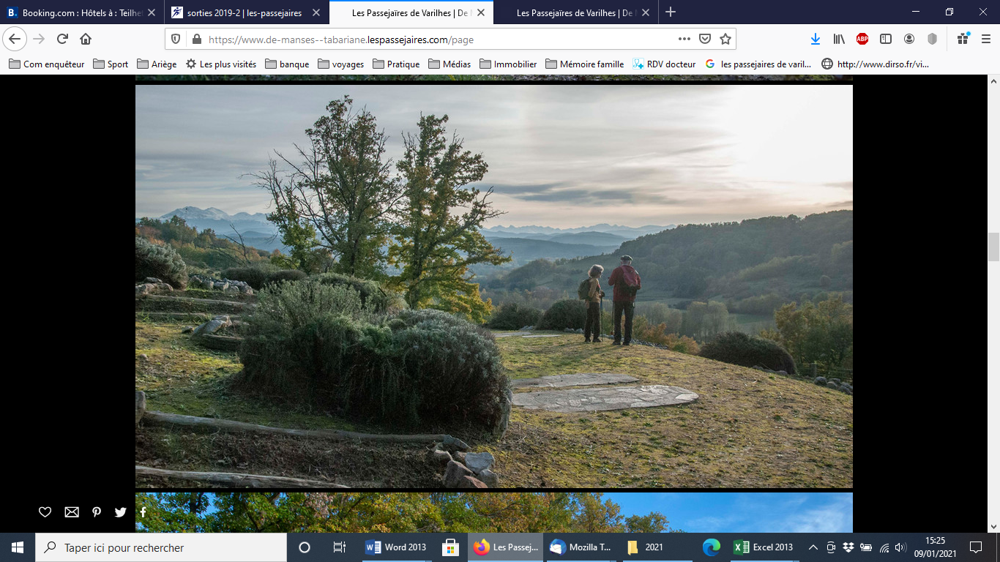 Booking.com : Hôtels à : Teilhet
sorties 2019-2 | les-passejaires
Les Passejaïres de Varilhes | De M
Les Passejaïres de Varilhes | De M
https://www.de-manses--tabariane.lespassejaires.com/page
ABP
Com enquêteur
Sport
Ariège
Les plus visités
banque
voyages
Pratique
Médias
Immobilier
Mémoire famille
RDV docteur
les passejaires de varil...
http://www.dirso.fr/vi...
Taper ici pour rechercher
Word 2013
Les Passej...
Mozilla T...
2021
Excel 2013
15:25
09/01/2021